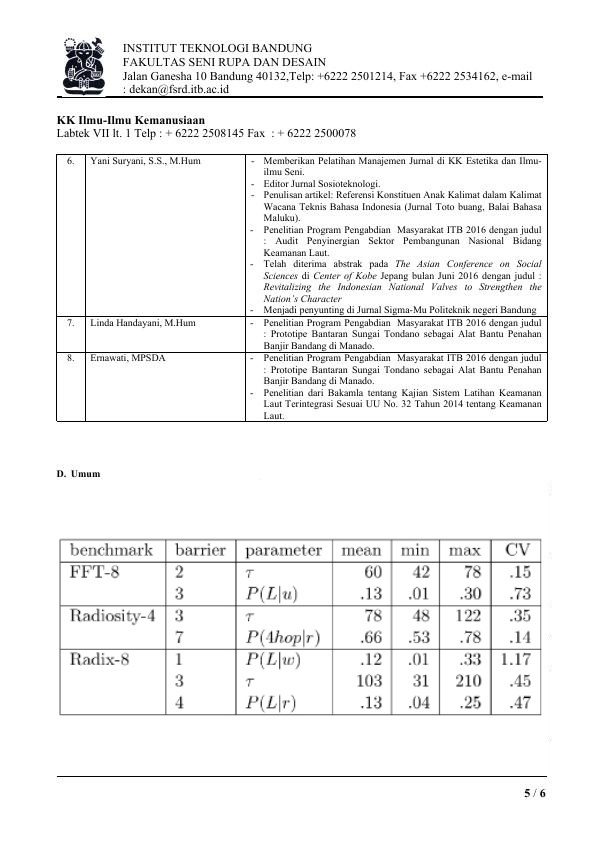 INSTITUT TEKNOLOGI BANDUNG
FAKULTAS SENI RUPA DAN DESAIN
Jalan Ganesha 10 Bandung 40132,Telp: +6222 2501214, Fax +6222 2534162, e-mail
: dekan@fsrd.itb.ac.id
KK Ilmu-Ilmu Kemanusiaan
Labtek VII lt. 1 Telp : + 6222 2508145 Fax : + 6222 2500078
6. Yani Suryani, S.S., M.Hum - Memberikan Pelatihan Manajemen Jurnal di KK Estetika dan Ilmu-
ilmu Seni.
- Editor Jurnal Sosioteknologi.
- Penulisan artikel: Referensi Konstituen Anak Kalimat dalam Kalimat
Wacana Teknis Bahasa Indonesia (Jurnal Toto buang, Balai Bahasa
Maluku).
- Penelitian Program Pengabdian Masyarakat ITB 2016 dengan judul
: Audit Penyinergian Sektor Pembangunan Nasional Bidang
Keamanan Laut.
- Telah diterima abstrak pada The Asian Conference on Social
Sciences di Center of Kobe Jepang bulan Juni 2016 dengan judul :
Revitalizing the Indonesian National Valves to Strengthen the
Nation's Character
- Menjadi penyunting di Jurnal Sigma-Mu Politeknik negeri Bandung
7. Linda Handayani, M.Hum - Penelitian Program Pengabdian Masyarakat ITB 2016 dengan judul
: Prototipe Bantaran Sungai Tondano sebagai Alat Bantu Penahan
Banjir Bandang di Manado.
8. Ernawati, MPSDA - Penelitian Program Pengabdian Masyarakat ITB 2016 dengan judul
: Prototipe Bantaran Sungai Tondano sebagai Alat Bantu Penahan
Banjir Bandang di Manado.
- Penelitian dari Bakamla tentang Kajian Sistem Latihan Keamanan
Laut Terintegrasi Sesuai UU No. 32 Tahun 2014 tentang Keamanan
Laut.
D. Umum
benchmark barrier parameter mean min max CV
FFT-8 2 τ 60 42 78 .15
3 P(L|u) .13 .01 .30 .73
Radiosity-4 3 τ 78 48 122 .35
7 P(4hop|r) .66 .53 .78 .14
Radix-8 1 P(L|w) .12 .01 .33 1.17
3 τ 103 31 210 .45
4 P(L|r) .13 .04 .25 .47
5 / 6